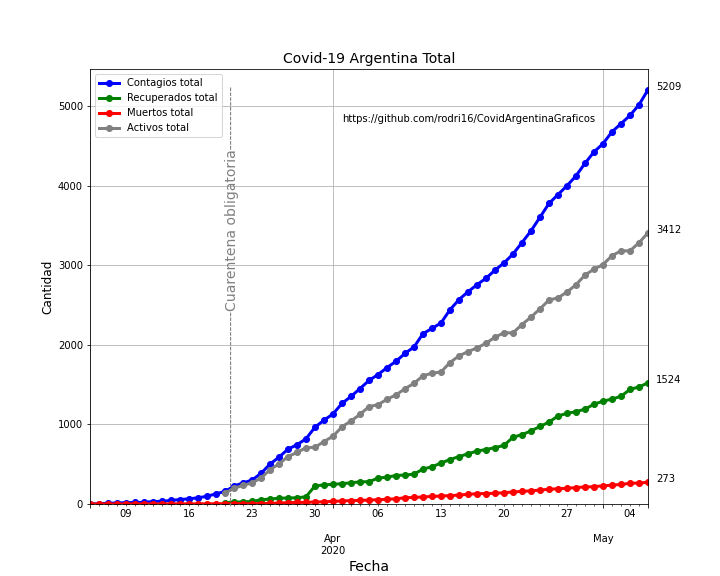 Covid-19 Argentina Total
Contagios total
Recuperados total
Muertos total
Activos total
https://github.com/rodri16/CovidArgentinaGraficos
Cuarentena obligatoria
5209
3412
1524
273
Cantidad
5000
4000
3000
2000
1000
0
09
16
23
30
06
13
20
27
04
Apr
2020
May
Fecha